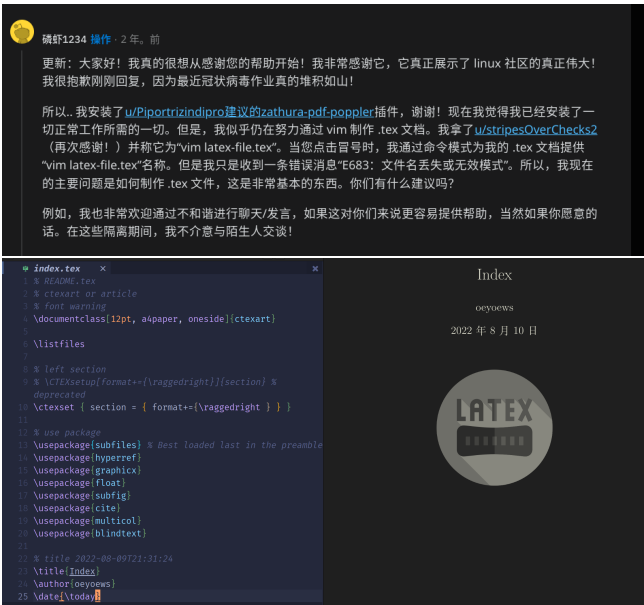 磷虾1234 操作 · 2 年。前
更新：大家好！我真的很想从感谢您的帮助开始！我非常感谢它，它真正展示了 linux 社区的真正伟大！
我很抱歉刚刚回复，因为最近冠状病毒作业真的堆积如山！
所以.. 我安装了u/Piportrizindipro建议的zathura-pdf-poppler插件，谢谢！现在我觉得我已经安装了一
切正常工作所需的一切。但是，我似乎仍在努力通过 vim 制作 .tex 文档。我拿了u/stripesOverChecks2
（再次感谢！）并称它为“vim latex-file.tex”。当您点击冒号时，我通过命令模式为我的 .tex 文档提供
“vim latex-file.tex”名称。但是我只是收到一条错误消息“E683：文件名丢失或无效模式”。所以，我现在
的主要问题是如何制作 .tex 文件，这是非常基本的东西。你们有什么建议吗？
例如，我也非常欢迎通过不和谐进行聊天/发言，如果这对你们来说更容易提供帮助，当然如果你愿意的
话。在这些隔离期间，我不介意与陌生人交谈！
index.tex ×
×
1 % README.tex
2 % ctexart or article
3 % font warning
4 \documentclass[12pt, a4paper, oneside]{ctexart}
5
6 \listfiles
7
8 % left section
9 % \CTEXsetup[format+={\raggedright}]{section} %
deprecated
10 \ctexset { section = { format+={\raggedright } } }
11
12 % use package
13 \usepackage{subfiles} % Best loaded last in the preamble
14 \usepackage{hyperref}
15 \usepackage{graphicx}
16 \usepackage{float}
17 \usepackage{subfig}
18 \usepackage{cite}
19 \usepackage{multicol}
20 \usepackage{blindtext}
21
22 % title 2022-08-09T21:31:24
23 \title{Index}
24 \author{oeyoews}
25 \date{\today}
Index
oeyoews
2022 年 8 月 10 日
LATEX